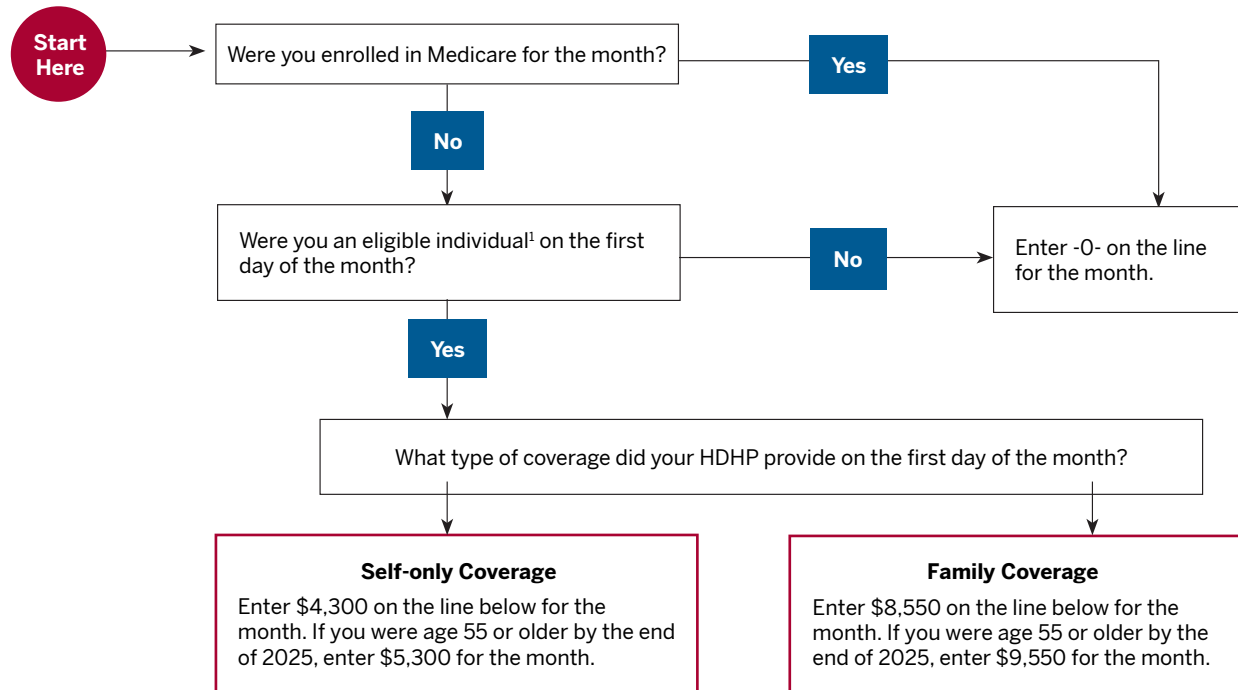 Start
Here
Were you enrolled in Medicare for the month?
Yes
No
Were you an eligible individual¹ on the first
day of the month?
No
Enter -0- on the line
for the month.
Yes
What type of coverage did your HDHP provide on the first day of the month?
Self-only Coverage
Enter $4,300 on the line below for the
month. If you were age 55 or older by the end
of 2025, enter $5,300 for the month.
Family Coverage
Enter $8,550 on the line below for the
month. If you were age 55 or older by the
end of 2025, enter $9,550 for the month.